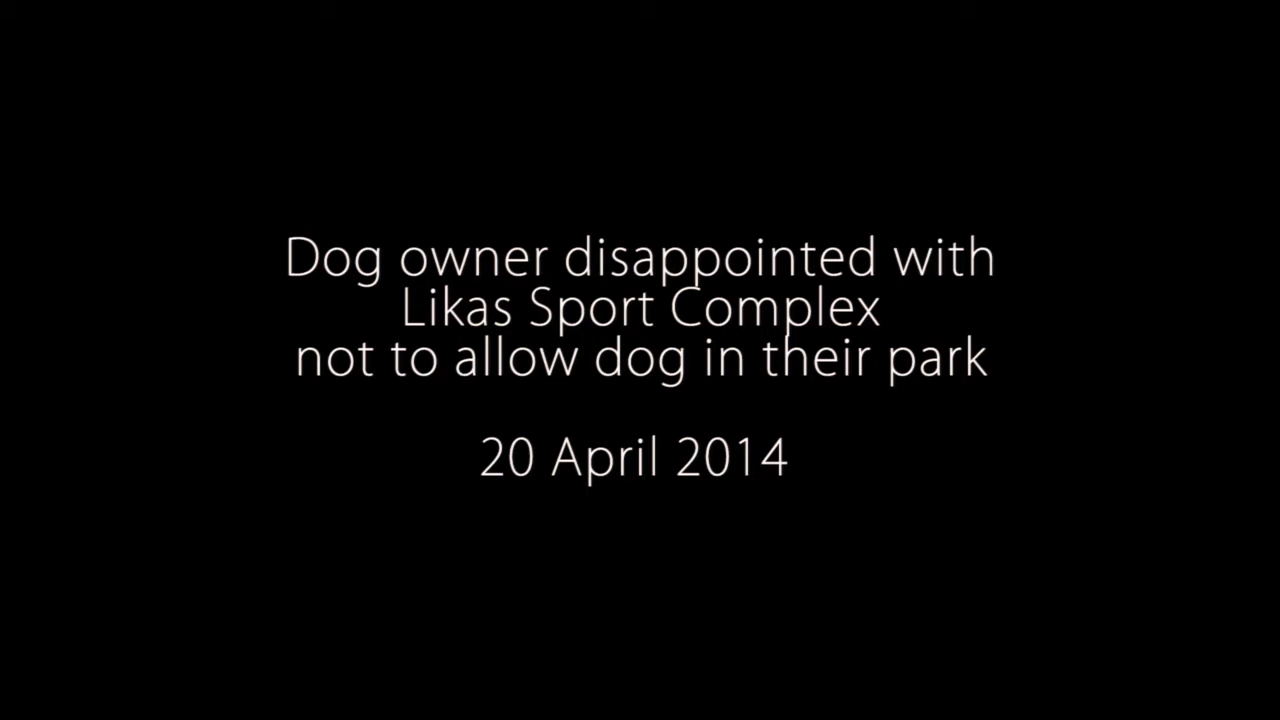 Dog owner disappointed with
Likas Sport Complex
not to allow dog in their park
20 April 2014